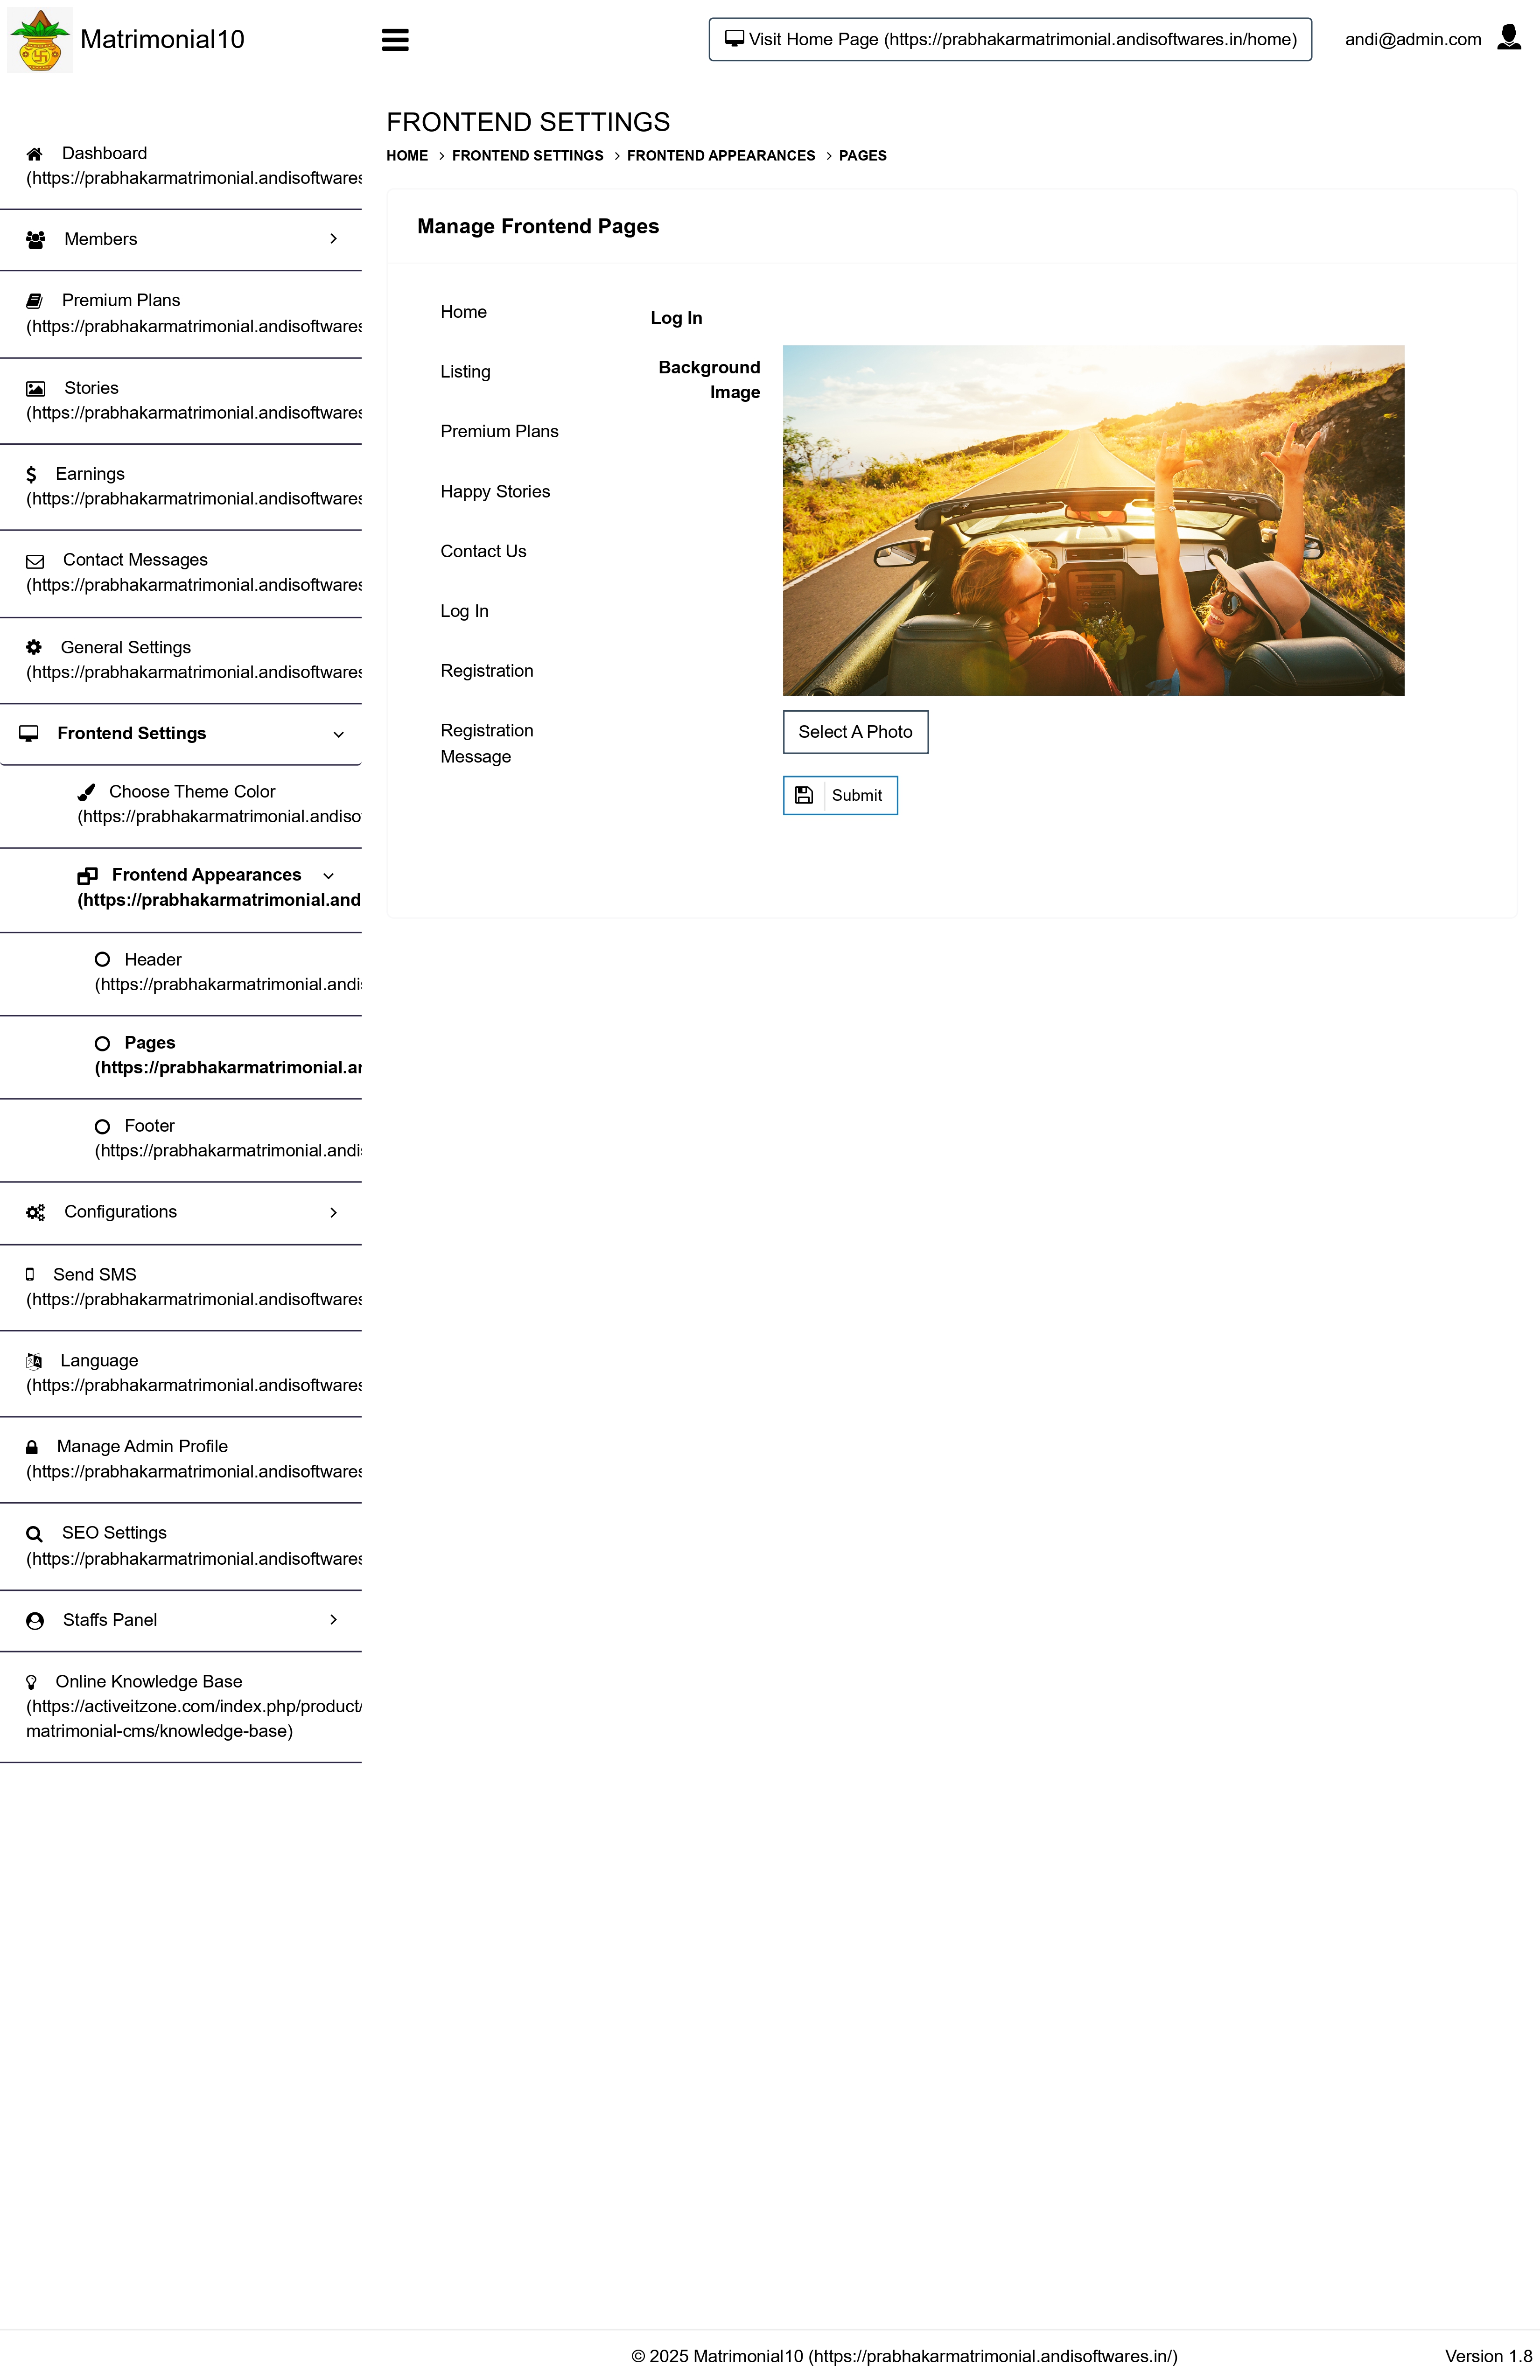 Matrimonial10
Visit Home Page (https://prabhakarmatrimonial.andisoftwares.in/home)
andi@admin.com
Dashboard
(https://prabhakarmatrimonial.andisoftwares
Members
Premium Plans
(https://prabhakarmatrimonial.andisoftwares
Stories
(https://prabhakarmatrimonial.andisoftwares
Earnings
(https://prabhakarmatrimonial.andisoftwares
Contact Messages
(https://prabhakarmatrimonial.andisoftwares
General Settings
(https://prabhakarmatrimonial.andisoftwares
Frontend Settings
Choose Theme Color
(https://prabhakarmatrimonial.andiso
Frontend Appearances
(https://prabhakarmatrimonial.and
Header
(https://prabhakarmatrimonial.andi
Pages
(https://prabhakarmatrimonial.a
Footer
(https://prabhakarmatrimonial.andi
Configurations
Send SMS
(https://prabhakarmatrimonial.andisoftwares
Language
(https://prabhakarmatrimonial.andisoftwares
Manage Admin Profile
(https://prabhakarmatrimonial.andisoftwares
SEO Settings
(https://prabhakarmatrimonial.andisoftwares
Staffs Panel
Online Knowledge Base
(https://activeitzone.com/index.php/product/
matrimonial-cms/knowledge-base)
FRONTEND SETTINGS
HOME > FRONTEND SETTINGS > FRONTEND APPEARANCES > PAGES
Manage Frontend Pages
Home
Listing
Premium Plans
Happy Stories
Contact Us
Log In
Registration
Registration
Message
Log In
Background
Image
Select A Photo
Submit
© 2025 Matrimonial10 (https://prabhakarmatrimonial.andisoftwares.in/)
Version 1.8